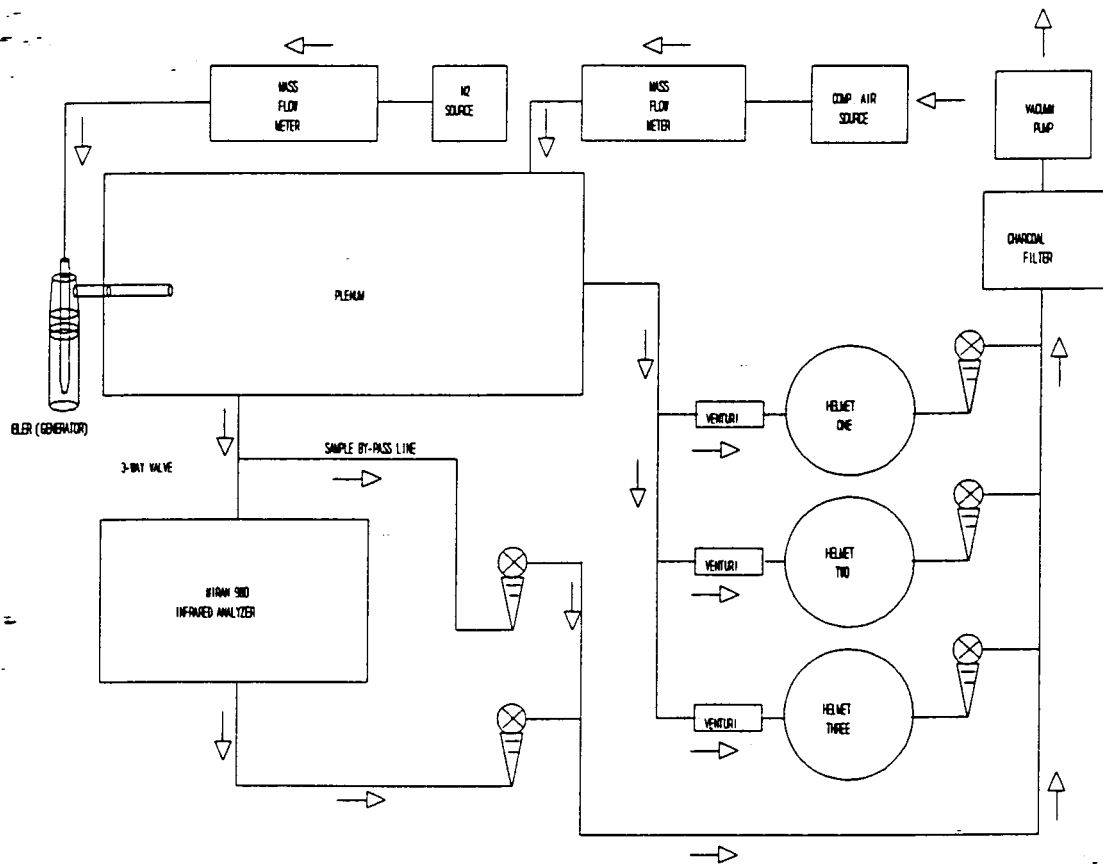 MASS
FLOW
METER
N2
SOURCE
MASS
FLOW
METER
COMP. AIR
SOURCE
VACUMN
PUMP
CHARCOAL
FILTER
PLENUM
BLER (GENERATOR)
3-WAY VALVE
SAMPLE BY-PASS LINE
VENTURI
HELMET
ONE
INFRARED ANALYZER
VENTURI
HELMET
TWO
VENTURI
HELMET
THREE